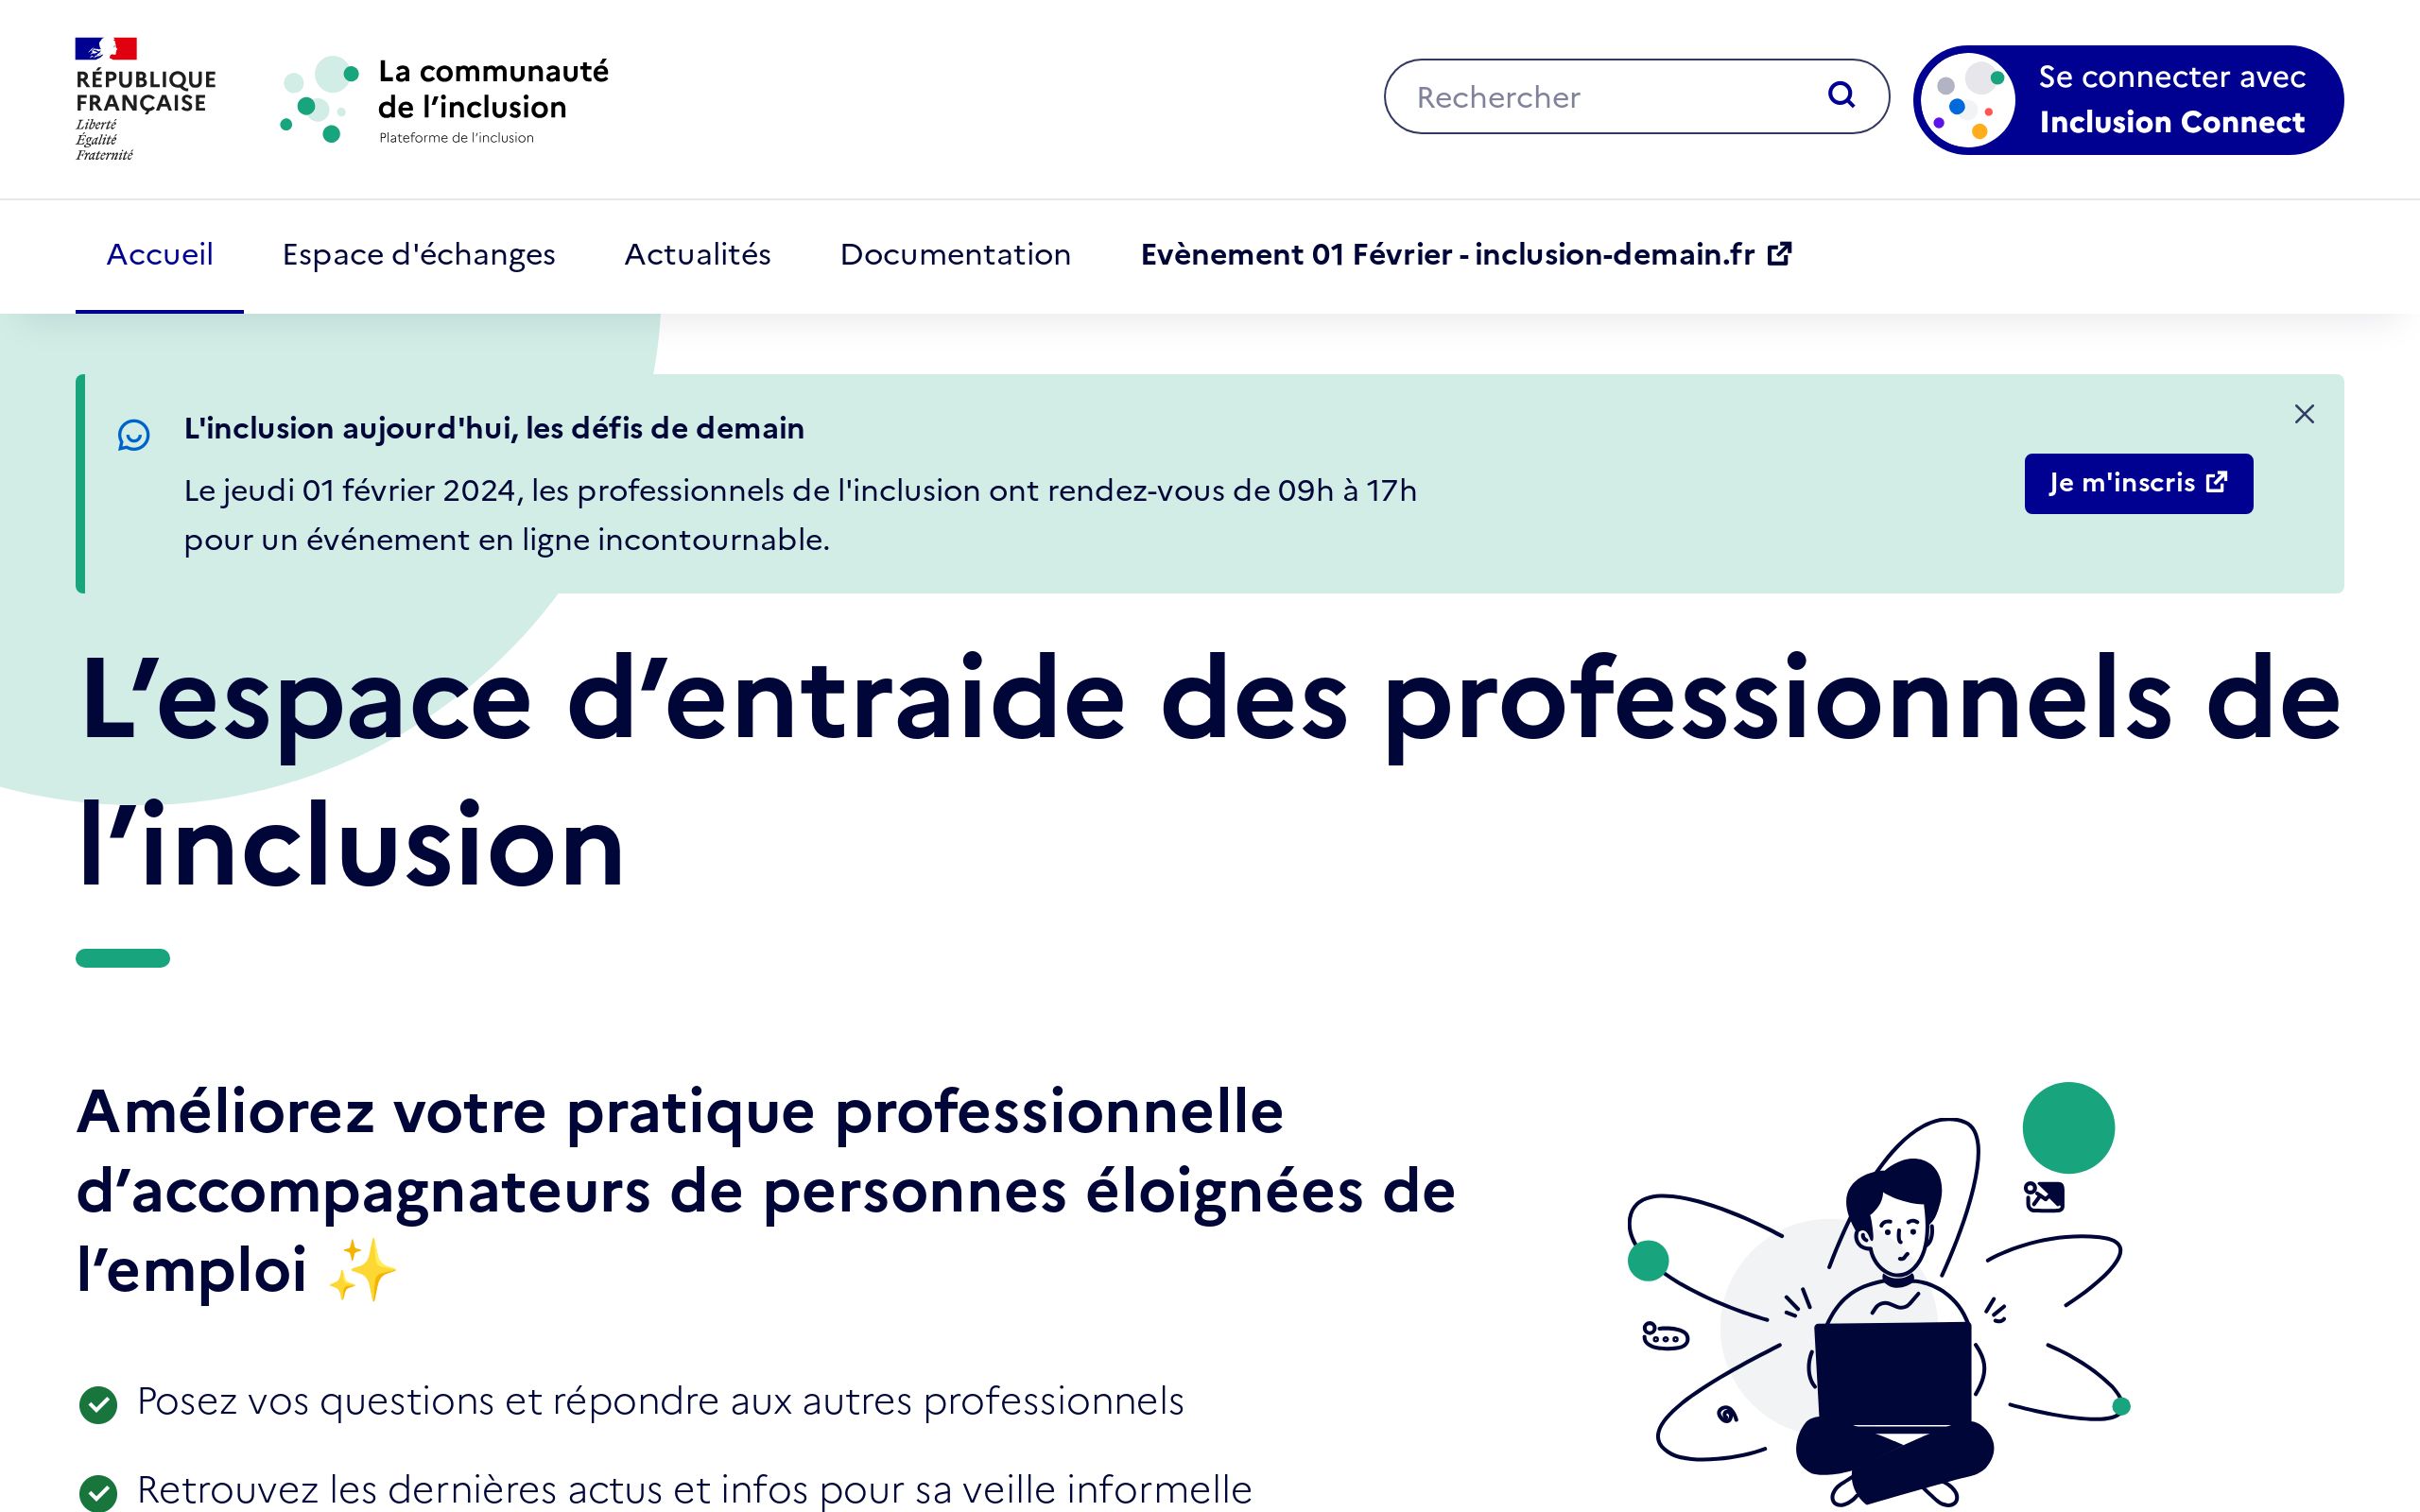 RÉPUBLIQUE
FRANÇAISE
Liberté
Égalité
Fraternité
La communauté
de l’inclusion
Plateforme de l’inclusion
Rechercher
Se connecter avec
Inclusion Connect
Accueil
Espace d'échanges
Actualités
Documentation
Evènement 01 Février - inclusion-demain.fr
L'inclusion aujourd'hui, les défis de demain
Le jeudi 01 février 2024, les professionnels de l'inclusion ont rendez-vous de 09h à 17h
pour un événement en ligne incontournable.
Je m'inscris
L’espace d’entraide des professionnels de
l’inclusion
Améliorez votre pratique professionnelle
d’accompagnateurs de personnes éloignées de
l’emploi ✨
Posez vos questions et répondre aux autres professionnels
Retrouvez les dernières actus et infos pour sa veille informelle